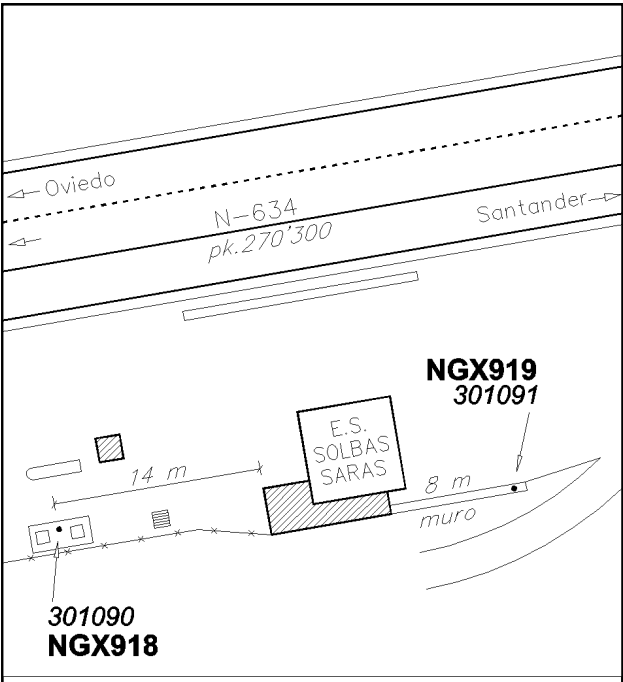 Oviedo
N-634
pk.270'300
Santander
NGX919
301091
E.S.
SOLBAS
SARAS
14 m
8 m
muro
301090
NGX918